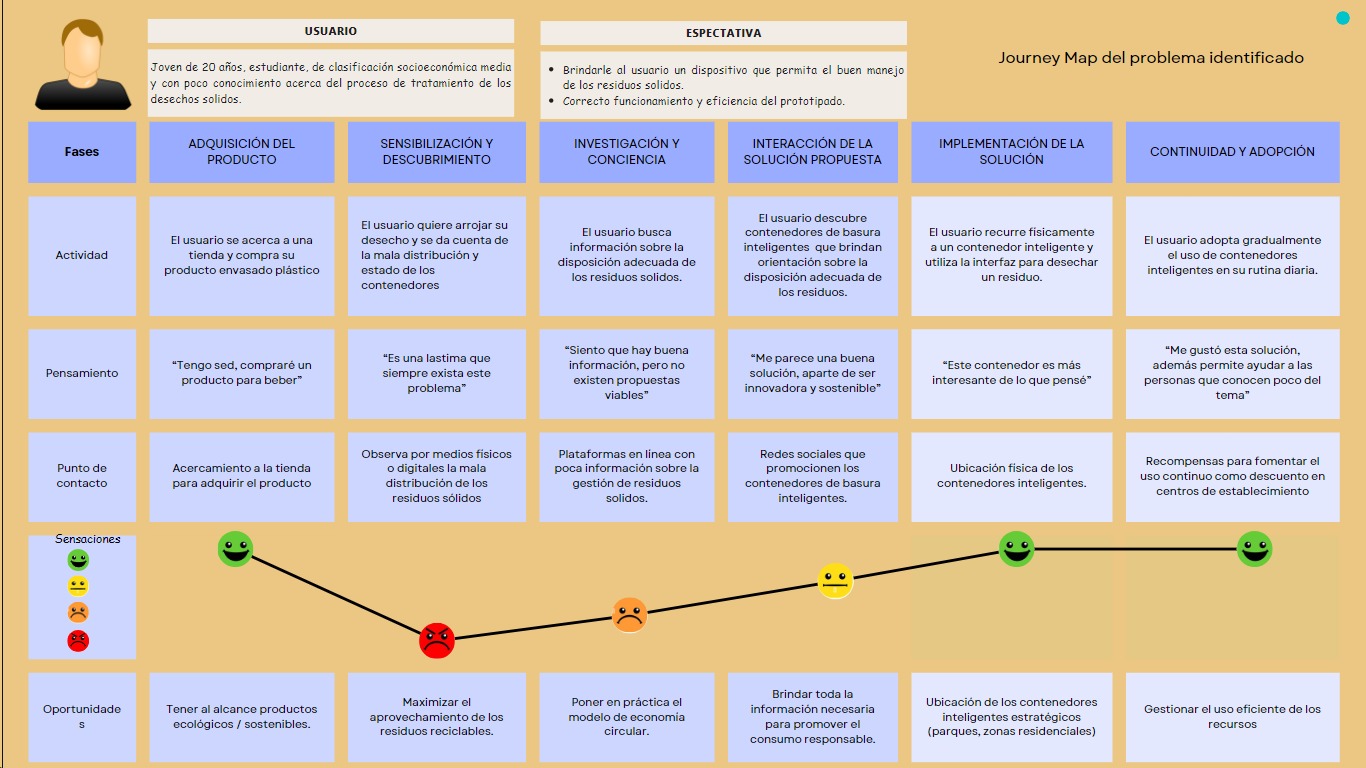 USUARIO
Joven de 20 años, estudiante, de clasificación socioeconómica media
y con poco conocimiento acerca del proceso de tratamiento de los
desechos solidos.
ESPECTATIVA
• Brindarle al usuario un dispositivo que permita el buen manejo
de los residuos solidos.
• Correcto funcionamiento y eficiencia del prototipado.
Journey Map del problema identificado
Fases
ADQUISICIÓN DEL
PRODUCTO
SENSIBILIZACIÓN Y
DESCUBRIMIENTO
INVESTIGACIÓN Y
CONCIENCIA
INTERACCIÓN DE LA
SOLUCIÓN PROPUESTA
IMPLEMENTACIÓN DE LA
SOLUCIÓN
CONTINUIDAD Y ADOPCIÓN
Actividad
El usuario se acerca a una
tienda y compra su
producto envasado plástico
El usuario quiere arrojar su
desecho y se da cuenta de
la mala distribución y
estado de los
contenedores
El usuario busca
información sobre la
disposición adecuada de
los residuos solidos.
El usuario descubre
contenedores de basura
inteligentes que brindan
orientación sobre la
disposición adecuada de
los residuos.
El usuario recurre físicamente
a un contenedor inteligente y
utiliza la interfaz para desechar
un residuo.
El usuario adopta gradualmente
el uso de contenedores
inteligentes en su rutina diaria.
Pensamiento
“Tengo sed, compraré un
producto para beber”
“Es una lastima que
siempre exista este
problema”
“Siento que hay buena
información, pero no
existen propuestas
viables”
“Me parece una buena
solución, aparte de ser
innovadora y sostenible”
“Este contenedor es más
interesante de lo que pensé”
“Me gustó esta solución,
además permite ayudar a las
personas que conocen poco del
tema”
Punto de
contacto
Acercamiento a la tienda
para adquirir el producto
Observa por medios físicos
o digitales la mala
distribución de los
residuos sólidos
Plataformas en linea con
poca información sobre la
gestión de residuos
solidos.
Redes sociales que
promocionen los
contenedores de basura
inteligentes.
Ubicación física de los
contenedores inteligentes.
Recompensas para fomentar el
uso continuo como descuento en
centros de establecimiento
Sensaciones
Oportunidade
s
Tener al alcance productos
ecológicos / sostenibles.
Maximizar el
aprovechamiento de los
residuos reciclables.
Poner en práctica el
modelo de economía
circular.
Brindar toda la
información necesaria
para promover el
consumo responsable.
Ubicación de los contenedores
inteligentes estratégicos
(parques, zonas residenciales)
Gestionar el uso eficiente de los
recursos